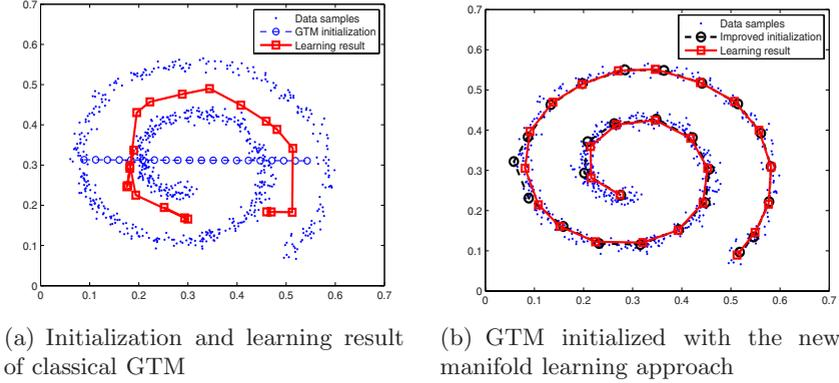 0.7
0.6
0.5
0.4
0.3
0.2
0.1
0
0 0.1 0.2 0.3 0.4 0.5 0.6 0.7
Data samples
GTM initialization
Learning result
(a) Initialization and learning result
of classical GTM
0.7
0.6
0.5
0.4
0.3
0.2
0.1
0
0 0.1 0.2 0.3 0.4 0.5 0.6 0.7
Data samples
Improved initialization
Learning result
(b) GTM initialized with the new
manifold learning approach